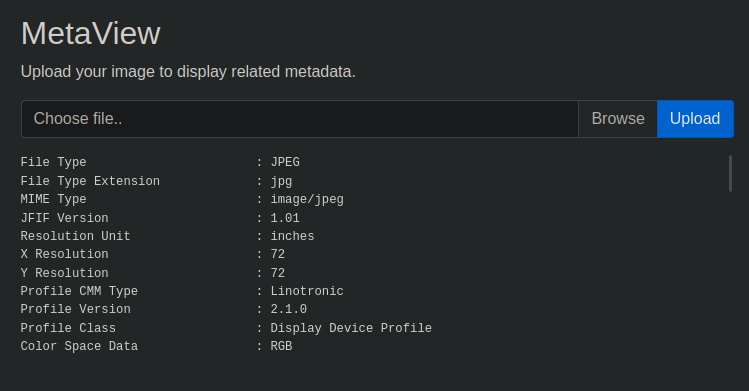 MetaView
Upload your image to display related metadata.
Choose file.. Browse Upload
File Type : JPEG
File Type Extension : jpg
MIME Type : image/jpeg
JFIF Version : 1.01
Resolution Unit : inches
X Resolution : 72
Y Resolution : 72
Profile CMM Type : Linotronic
Profile Version : 2.1.0
Profile Class : Display Device Profile
Color Space Data : RGB